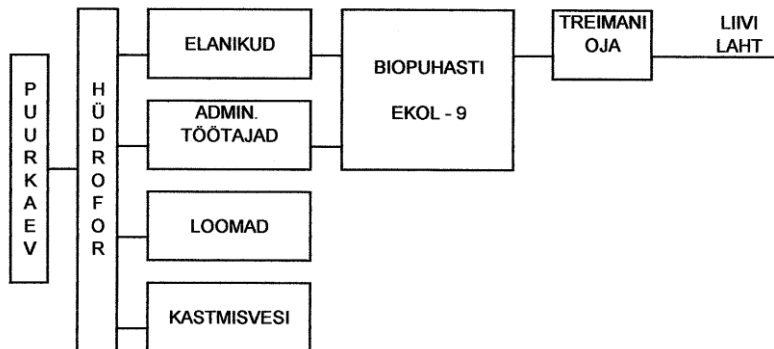 PUURKAEV
HÜDROFOR
ELANIKUD
ADMIN.
TÖÖTAJAD
LOOMAD
KASTMISVESI
BIOPUHASTI
EKOL - 9
TREIMANI
OJA
LIIVI
LAHT